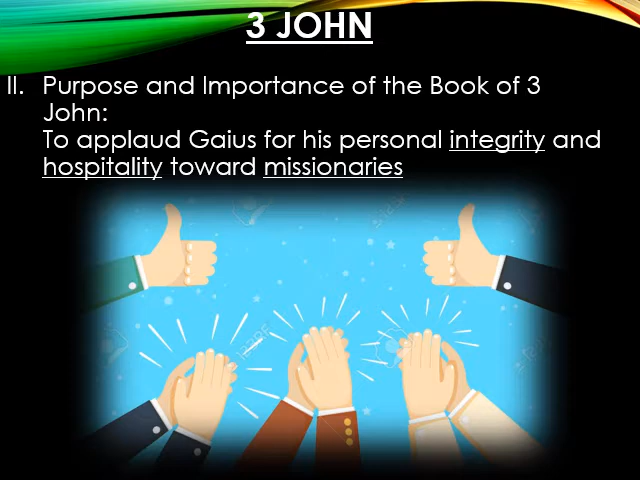 3 JOHN
II. Purpose and Importance of the Book of 3
John:
To applaud Gaius for his personal integrity and
hospitality toward missionaries